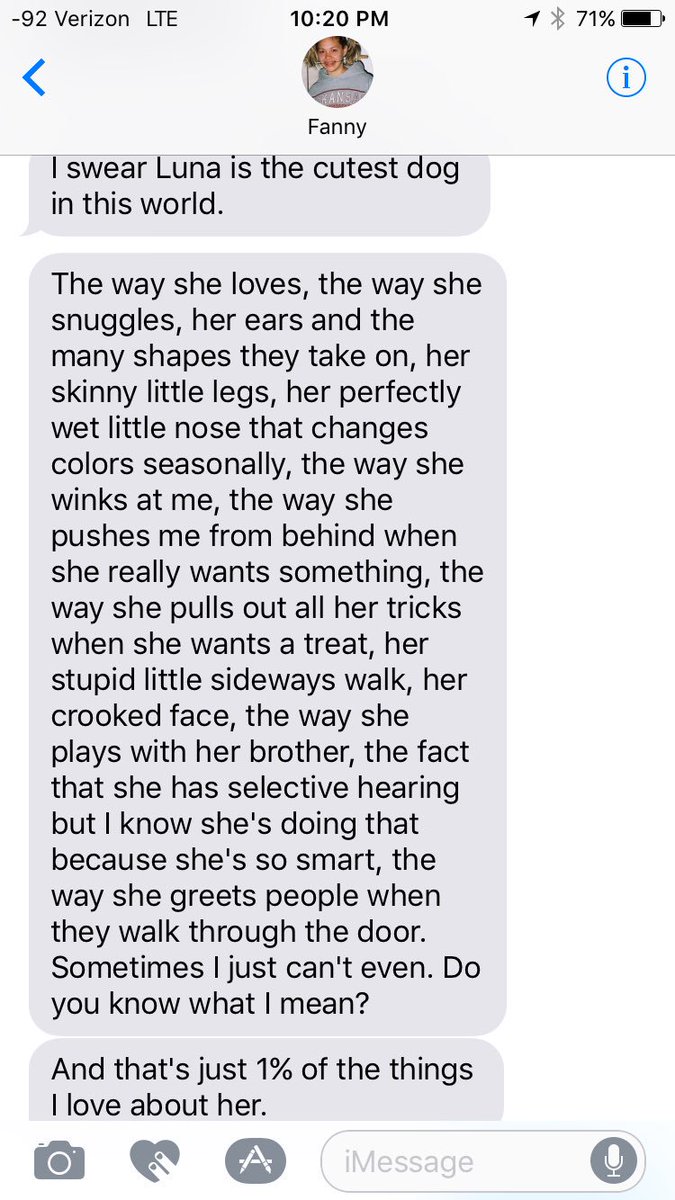 -92 Verizon LTE 10:20 PM 71%
KANSA
Fanny
I swear Luna is the cutest dog
in this world.
The way she loves, the way she
snuggles, her ears and the
many shapes they take on, her
skinny little legs, her perfectly
wet little nose that changes
colors seasonally, the way she
winks at me, the way she
pushes me from behind when
she really wants something, the
way she pulls out all her tricks
when she wants a treat, her
stupid little sideways walk, her
crooked face, the way she
plays with her brother, the fact
that she has selective hearing
but I know she's doing that
because she's so smart, the
way she greets people when
they walk through the door.
Sometimes I just can't even. Do
you know what I mean?
And that's just 1% of the things
I love about her.
iMessage